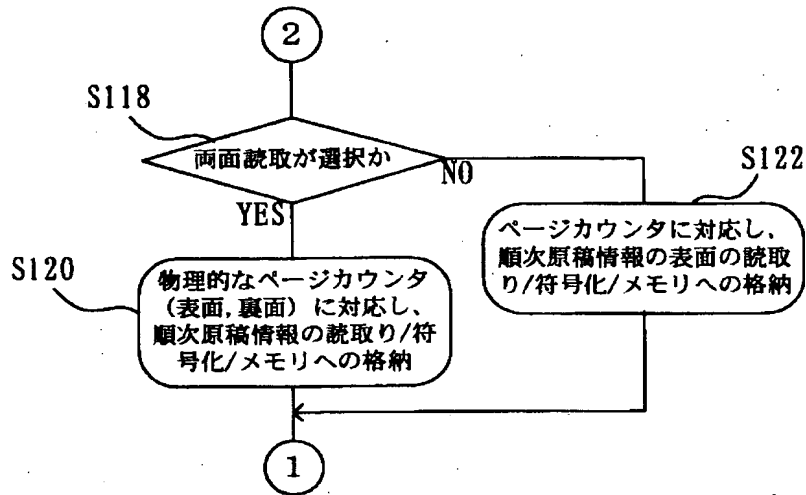 2
S118
両面読取が選択か
NO
YES
S122
ページカウンタに対応し、
順次原稿情報の表面の読取
り/符号化/メモリへの格納
S120
物理的なページカウンタ
(表面,裏面)に対応し、
順次原稿情報の読取り/符
号化/メモリへの格納
1